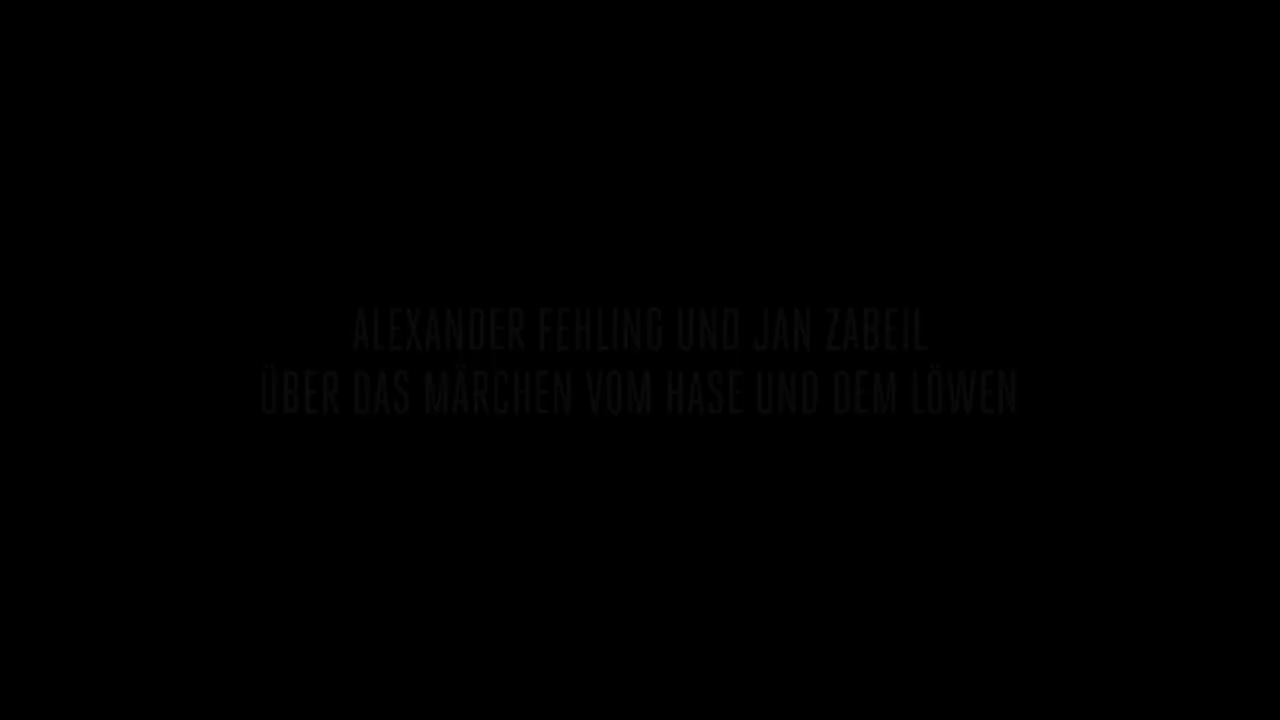 ALEXANDER FEHLING UND JAN ZABEIL
ÜBER DAS MÄRCHEN VOM HASE UND DEM LÖWEN